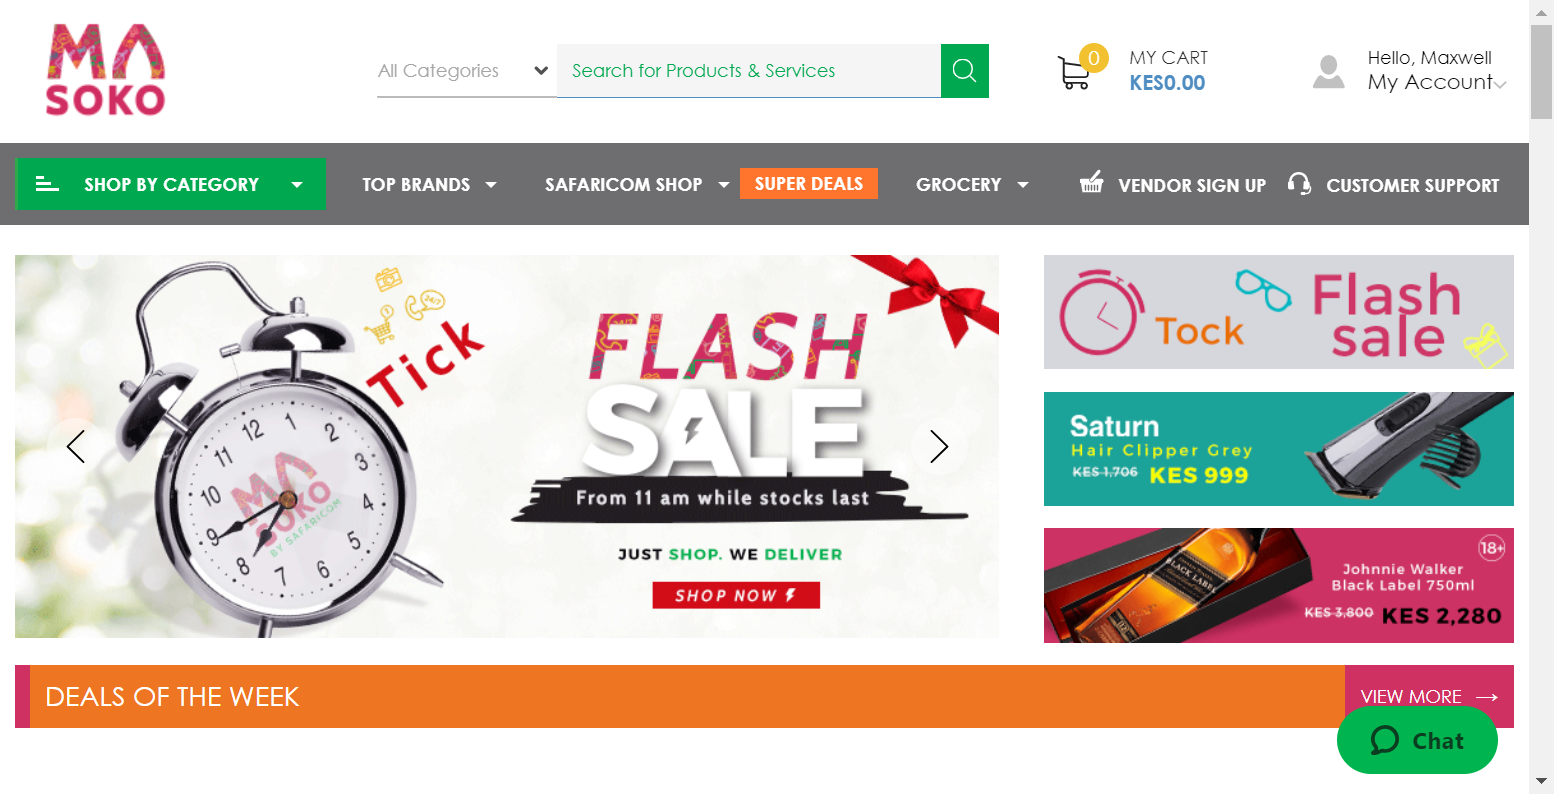 MA
SOKO
All Categories
Search for Products & Services
0
MY CART
KES0.00
Hello, Maxwell
My Account
SHOP BY CATEGORY
TOP BRANDS
SAFARICOM SHOP
SUPER DEALS
GROCERY
VENDOR SIGN UP
CUSTOMER SUPPORT
Tick
24/7
12 1 2 3 4 5 6 7 8 9 10 11
MA
SOKO
BY SAFARICOM
FLASH
SALE
From 11 am while stocks last
JUST SHOP. WE DELIVER
SHOP NOW
Tock
Flash
sale
Saturn
Hair Clipper Grey
KES 1,706 KES 999
BLACK LABEL
18+
Johnnie Walker
Black Label 750ml
KES 3,800 KES 2,280
DEALS OF THE WEEK
VIEW MORE
Chat